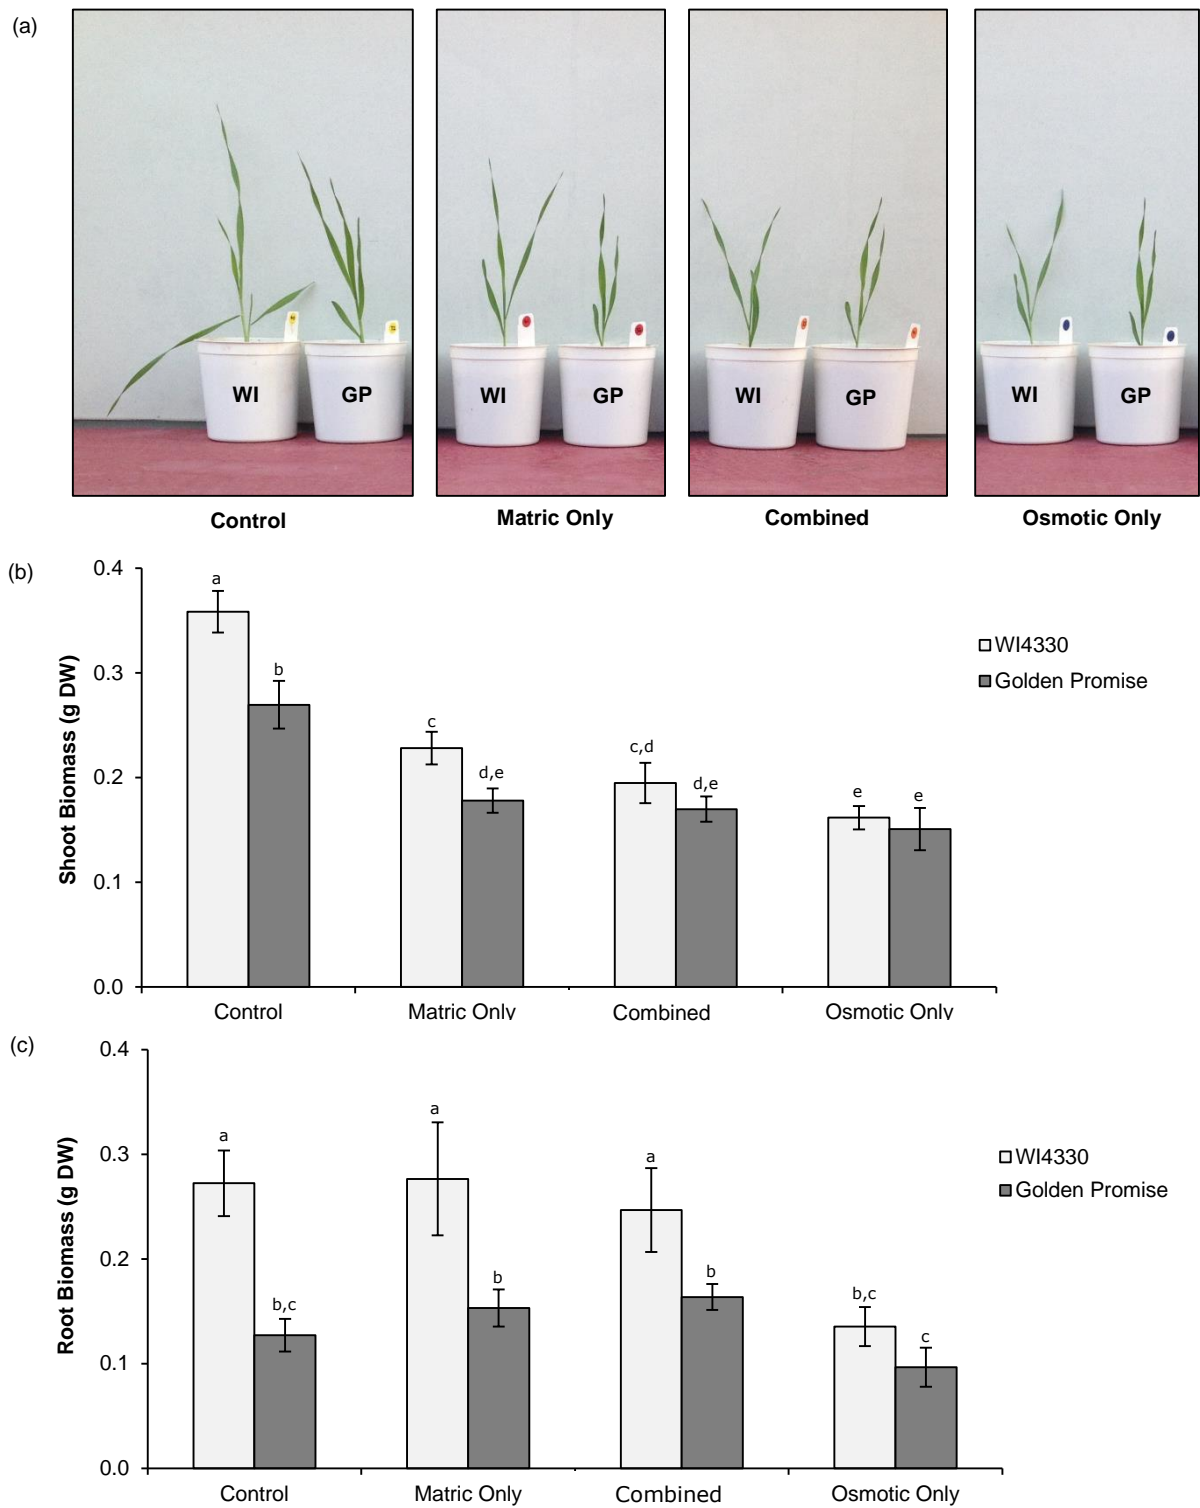 (a)
WI
GP
WI
GP
WI
GP
WI
GP
Control
Matric Only
Combined
Osmotic Only
(b)
Shoot Biomass (g DW)
0.4
0.3
0.2
0.1
0.0
a
b
c
d,e
c,d
d,e
e
e
WI4330
Golden Promise
Control
Matric Only
Combined
Osmotic Only
(c)
Root Biomass (g DW)
0.4
0.3
0.2
0.1
0.0
a
b,c
a
b
a
b
b,c
c
WI4330
Golden Promise
Control
Matric Only
Combined
Osmotic Only